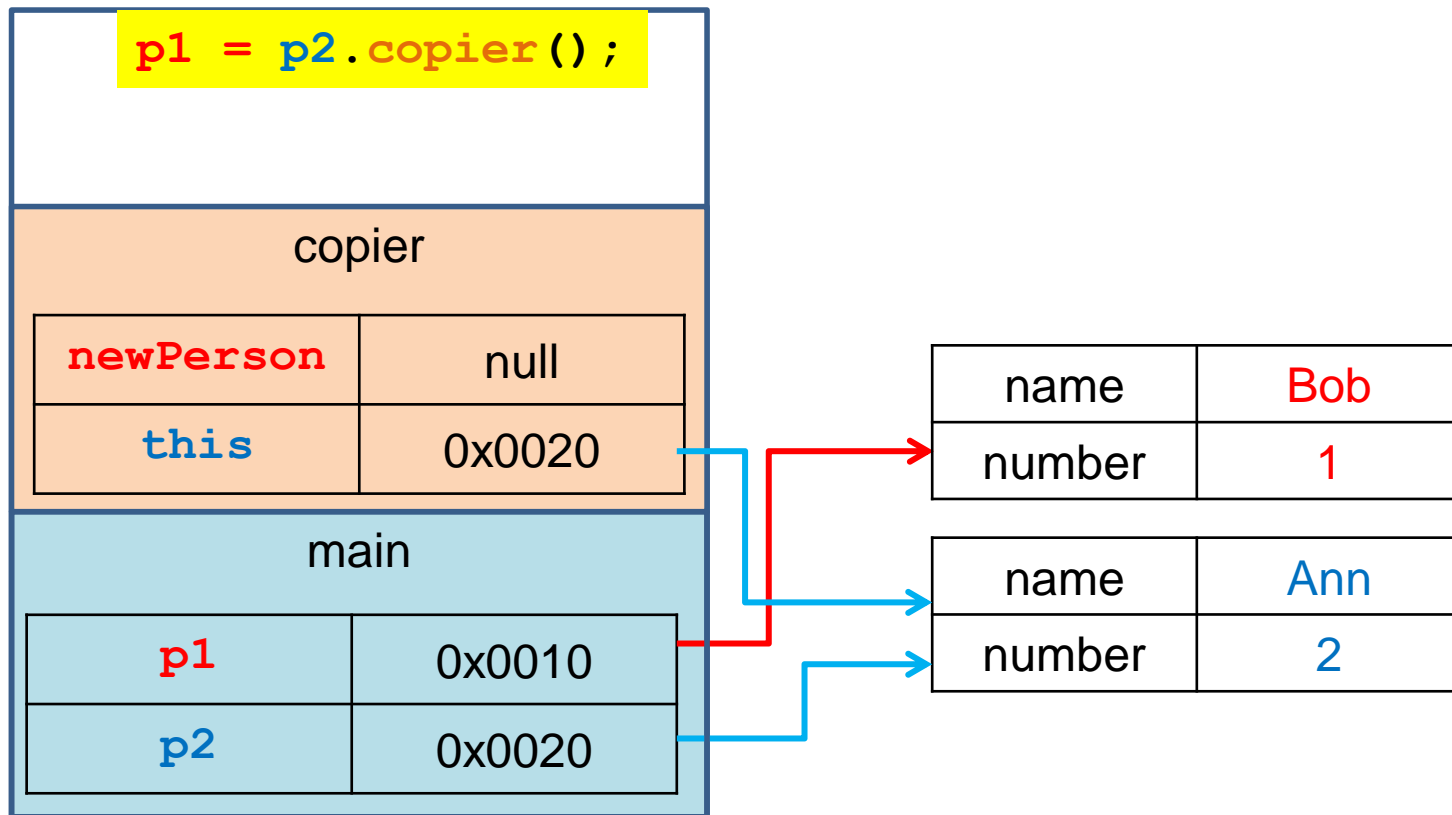 p1 = p2.copier();
copier
newPerson null
this 0x0020
main
p1 0x0010
p2 0x0020
name Bob
number 1
name Ann
number 2